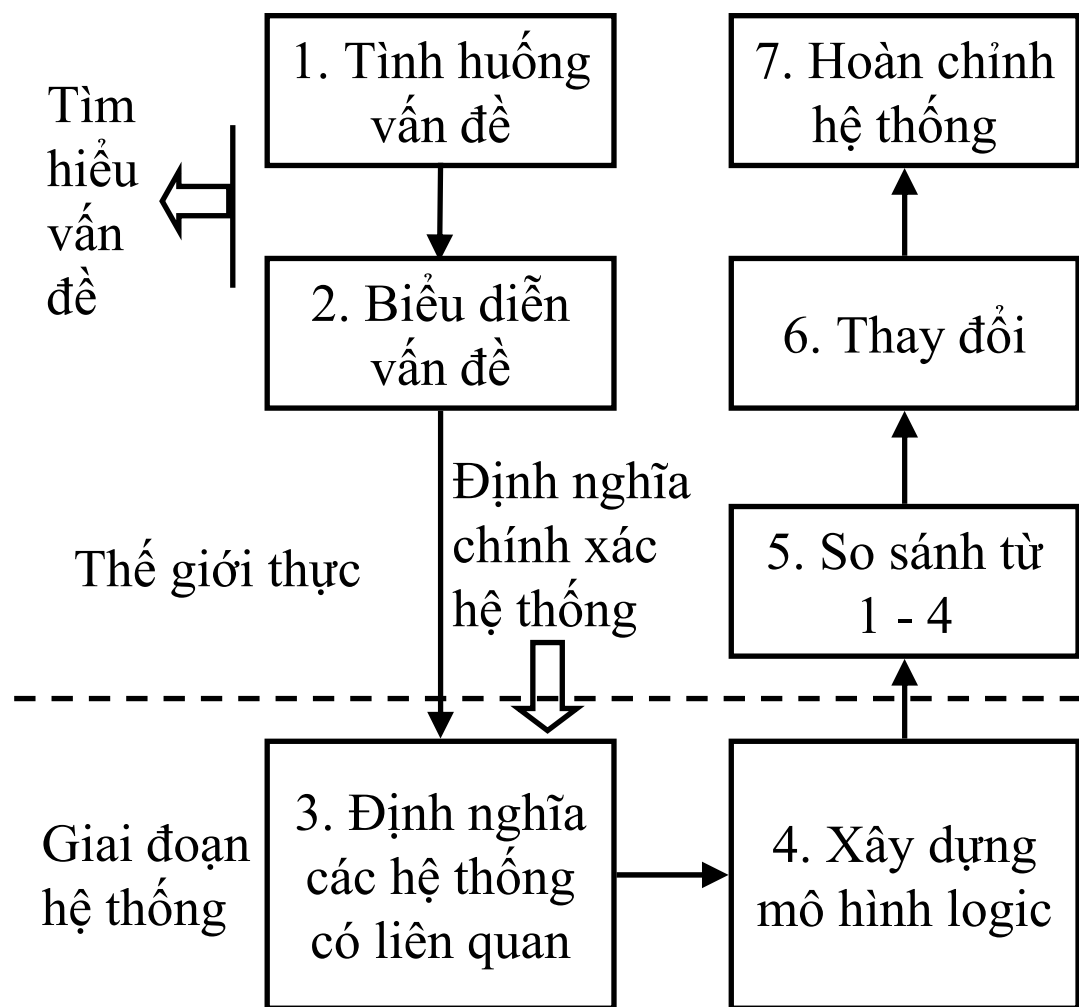 1. Tình huống
vấn đề
7. Hoàn chỉnh
hệ thống
Tìm
hiểu
vấn
đề
2. Biểu diễn
vấn đề
6. Thay đổi
Định nghĩa
chính xác
hệ thống
Thế giới thực
5. So sánh từ
1 - 4
Giai đoạn
hệ thống
3. Định nghĩa
các hệ thống
có liên quan
4. Xây dựng
mô hình logic